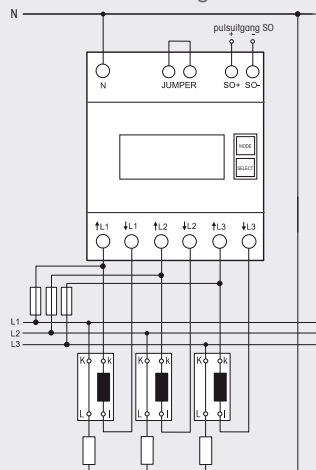 pulsuitgang SO
N
+ -
N JUMPER SO+ SO-
MODE
SELECT
↑L1 ↓L1 ↑L2 ↓L2 ↑L3 ↓L3
L1
L2
L3
K k K k K k
L l L l L l